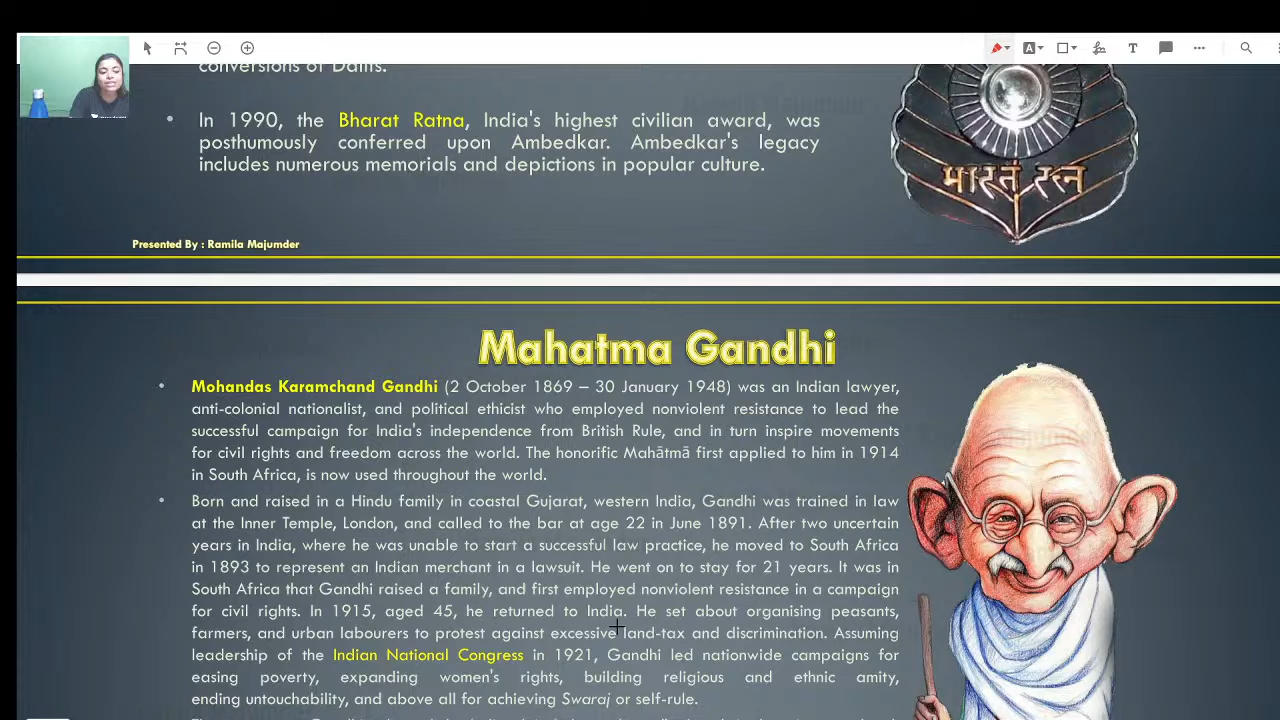 conversions of Dalits.
• In 1990, the Bharat Ratna, India's highest civilian award, was
posthumously conferred upon Ambedkar. Ambedkar's legacy
includes numerous memorials and depictions in popular culture.
भारत रत्न
Presented By : Ramila Majumder
Mahatma Gandhi
• Mohandas Karamchand Gandhi (2 October 1869 – 30 January 1948) was an Indian lawyer,
anti-colonial nationalist, and political ethicist who employed nonviolent resistance to lead the
successful campaign for India's independence from British Rule, and in turn inspire movements
for civil rights and freedom across the world. The honorific Mahātmā first applied to him in 1914
in South Africa, is now used throughout the world.
• Born and raised in a Hindu family in coastal Gujarat, western India, Gandhi was trained in law
at the Inner Temple, London, and called to the bar at age 22 in June 1891. After two uncertain
years in India, where he was unable to start a successful law practice, he moved to South Africa
in 1893 to represent an Indian merchant in a lawsuit. He went on to stay for 21 years. It was in
South Africa that Gandhi raised a family, and first employed nonviolent resistance in a campaign
for civil rights. In 1915, aged 45, he returned to India. He set about organising peasants,
farmers, and urban labourers to protest against excessive land-tax and discrimination. Assuming
leadership of the Indian National Congress in 1921, Gandhi led nationwide campaigns for
easing poverty, expanding women's rights, building religious and ethnic amity,
ending untouchability, and above all for achieving Swaraj or self-rule.